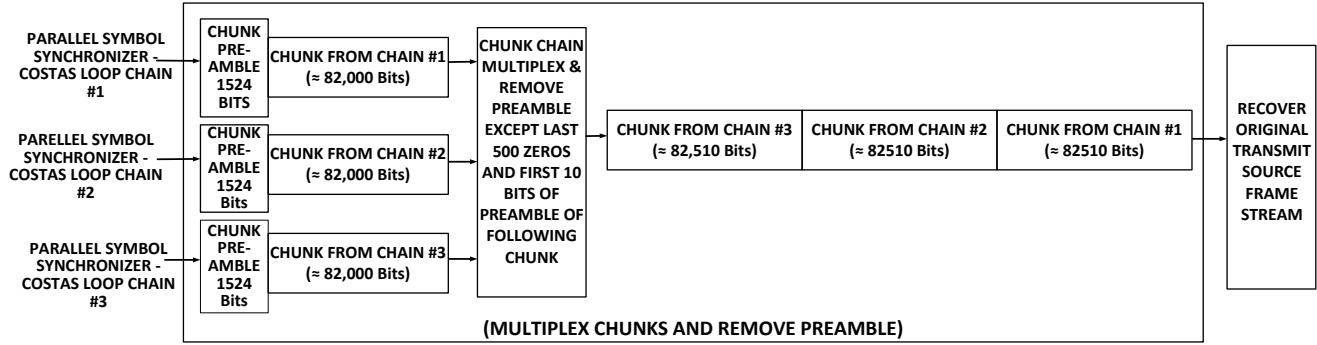 PARALLEL SYMBOL
SYNCHRONIZER -
COSTAS LOOP CHAIN
#1
CHUNK
PRE-
AMBLE
1524
BITS
CHUNK FROM CHAIN #1
(≈ 82,000 Bits)
PARELLEL SYMBOL
SYNCHRONIZER -
COSTAS LOOP CHAIN
#2
CHUNK
PRE-
AMBLE
1524
Bits
CHUNK FROM CHAIN #2
(≈ 82,000 Bits)
PARALLEL SYMBOL
SYNCHRONIZER -
COSTAS LOOP CHAIN
#3
CHUNK
PRE-
AMBLE
1524
Bits
CHUNK FROM CHAIN #3
(≈ 82,000 Bits)
CHUNK CHAIN
MULTIPLEX &
REMOVE
PREAMBLE
EXCEPT LAST
500 ZEROS
AND FIRST 10
BITS OF
PREAMBLE OF
FOLLOWING
CHUNK
CHUNK FROM CHAIN #3
(≈ 82,510 Bits)
CHUNK FROM CHAIN #2
(≈ 82510 Bits)
CHUNK FROM CHAIN #1
(≈ 82510 Bits)
RECOVER
ORIGINAL
TRANSMIT
SOURCE
FRAME
STREAM
(MULTIPLEX CHUNKS AND REMOVE PREAMBLE)